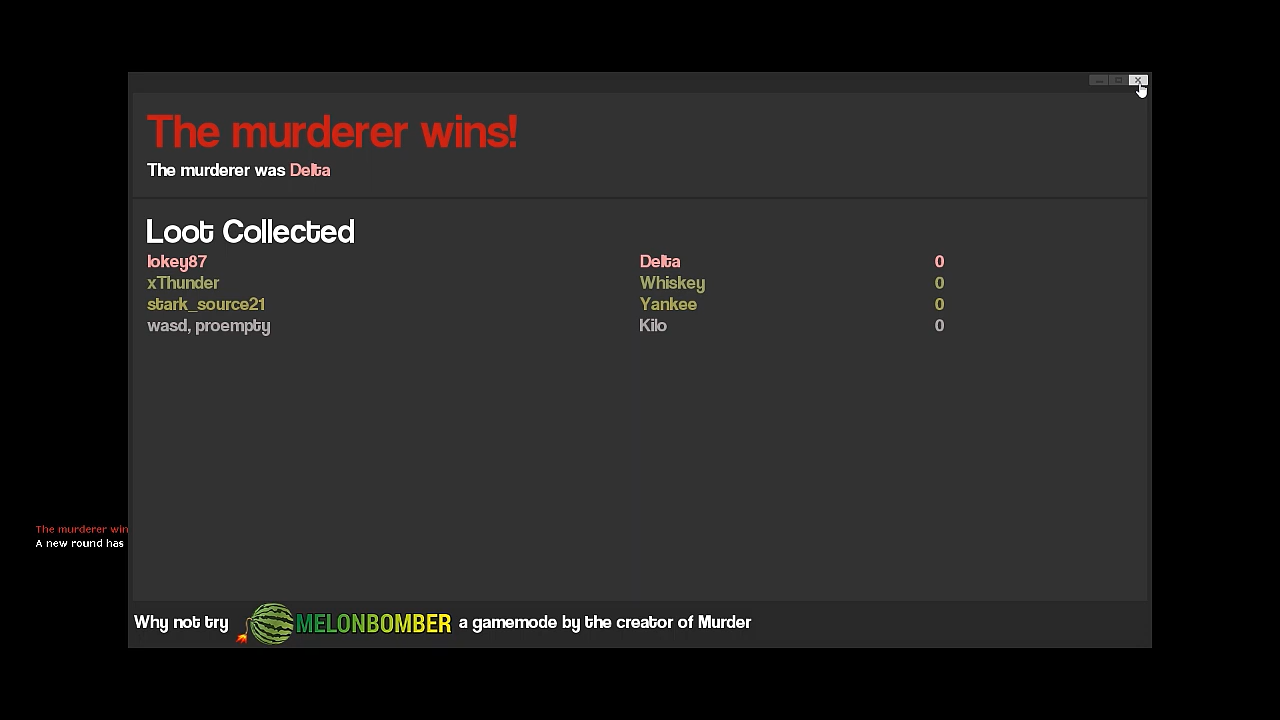 The murderer wins!
The murderer was Delta
Loot Collected
lokey87 Delta 0
xThunder Whiskey 0
stark_source21 Yankee 0
wasd, proempty Kilo 0
The murderer win
A new round has
Why not try MELONBOMBER a gamemode by the creator of Murder